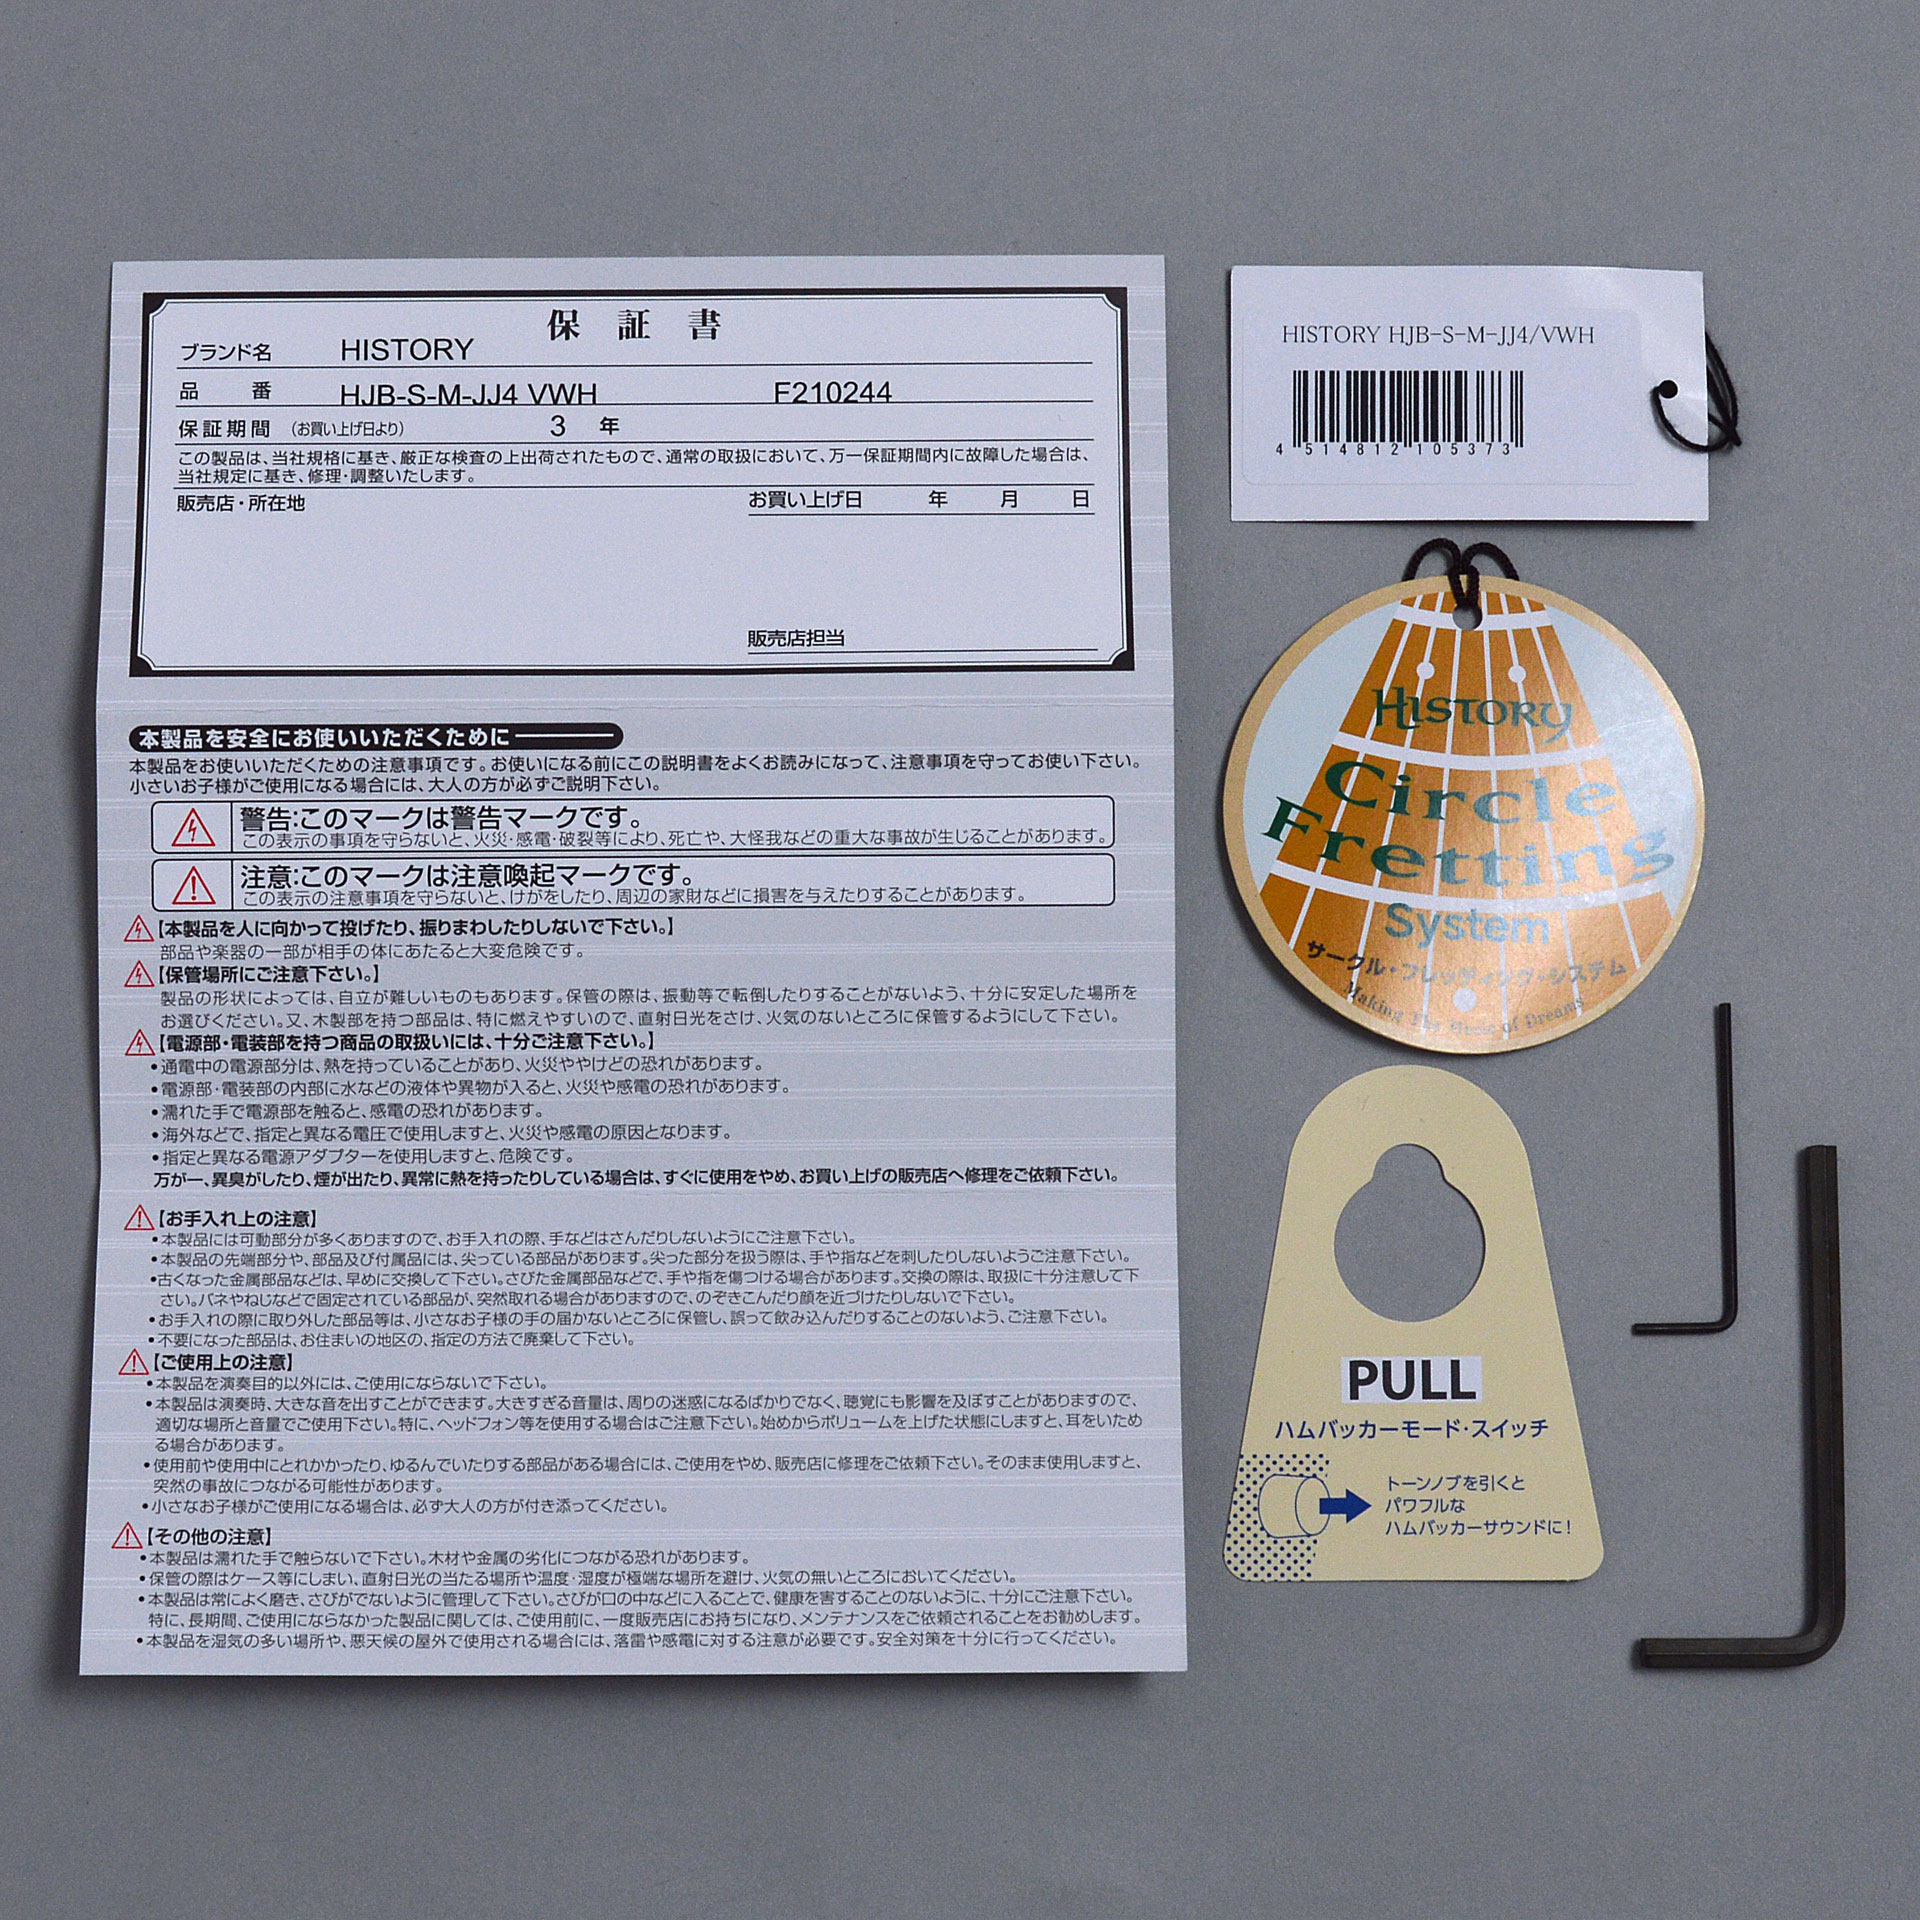 保証書
ブランド名 HISTORY
品番 HJB-S-M-JJ4 VWH F210244
保証期間 (お買い上げ日より) 3 年
この製品は、当社規格に基き、厳正な検査の上出荷されたもので、通常の取扱において、万一保証期間内に故障した場合は、
当社規定に基き、修理・調整いたします。
販売店・所在地 お買い上げ日 年 月 日
販売店担当
本製品を安全にお使いいただくために
本製品をお使いいただくための注意事項です。お使いになる前にこの説明書をよくお読みになって、注意事項を守ってお使い下さい。
小さいお子様がご使用になる場合には、大人の方が必ずご説明下さい。
警告:このマークは警告マークです。
この表示の事項を守らないと、火災・感電・破裂等により、死亡や、大怪我などの重大な事故が生じることがあります。
注意:このマークは注意喚起マークです。
この表示の注意事項を守らないと、けがをしたり、周辺の家財などに損害を与えたりすることがあります。
【本製品を人に向かって投げたり、振りまわしたりしないで下さい。】
部品や楽器の一部が相手の体にあたると大変危険です。
【保管場所にご注意下さい。】
製品の形状によっては、自立が難しいものもあります。保管の際は、振動等で転倒したりすることがないよう、十分に安定した場所を
お選びください。又、木製部を持つ部品は、特に燃えやすいので、直射日光をさけ、火気のないところに保管するようにして下さい。
【電源部・電装部を持つ商品の取扱いには、十分ご注意下さい。】
•通電中の電源部分は、熱を持っていることがあり、火災ややけどの恐れがあります。
•電源部・電装部の内部に水などの液体や異物が入ると、火災や感電の恐れがあります。
•濡れた手で電源部を触ると、感電の恐れがあります。
•海外などで、指定と異なる電圧で使用しますと、火災や感電の原因となります。
•指定と異なる電源アダプターを使用しますと、危険です。
万が一、異臭がしたり、煙が出たり、異常に熱を持ったりしている場合は、すぐに使用をやめ、お買い上げの販売店へ修理をご依頼下さい。
【お手入れ上の注意】
•本製品には可動部分が多くありますので、お手入れの際、手などはさんだりしないようにご注意下さい。
•本製品の先端部分や、部品及び付属品には、尖っている部品があります。尖った部分を扱う際は、手や指などを刺したりしないようご注意下さい。
•古くなった金属部品などは、早めに交換して下さい。さびた金属部品などで、手や指を傷つける場合があります。交換の際は、取扱に十分注意して下
さい。バネやねじなどで固定されている部品が、突然取れる場合がありますので、のぞきこんだり顔を近づけたりしないで下さい。
•お手入れの際に取り外した部品等は、小さなお子様の手の届かないところに保管し、誤って飲み込んだりすることのないよう、ご注意下さい。
•不要になった部品は、お住まいの地区の、指定の方法で廃棄して下さい。
【ご使用上の注意】
•本製品を演奏目的以外には、ご使用にならないで下さい。
•本製品は演奏時、大きな音を出すことができます。大きすぎる音量は、周りの迷惑になるばかりでなく、聴覚にも影響を及ぼすことがありますので、
適切な場所と音量でご使用下さい。特に、ヘッドフォン等を使用する場合はご注意下さい。始めからボリュームを上げた状態にしますと、耳をいため
る場合があります。
•使用前や使用中にとれかかったり、ゆるんでいたりする部品がある場合には、ご使用をやめ、販売店に修理をご依頼下さい。そのまま使用しますと、
突然の事故につながる可能性があります。
•小さなお子様がご使用になる場合は、必ず大人の方が付き添ってください。
【その他の注意】
•本製品は濡れた手で触らないで下さい。木材や金属の劣化につながる恐れがあります。
•保管の際はケース等にしまい、直射日光の当たる場所や温度・湿度が極端な場所を避け、火気の無いところにおいてください。
•本製品は常によく磨き、さびがでないように管理して下さい。さびが口の中などに入ることで、健康を害することのないように、十分にご注意下さい。
特に、長期間、ご使用にならなかった製品に関しては、ご使用前に、一度販売店にお持ちになり、メンテナンスをご依頼されることをお勧めします。
•本製品を湿気の多い場所や、悪天候の屋外で使用される場合には、落雷や感電に対する注意が必要です。安全対策を十分に行ってください。
HISTORY HJB-S-M-JJ4/VWH
4 514812 105373
HISTORY
Circle
Fretting
System
サークル・フレッティング・システム
Making The Music of Dreams
PULL
ハムバッカーモード・スイッチ
トーンノブを引くと
パワフルな
ハムバッカーサウンドに!